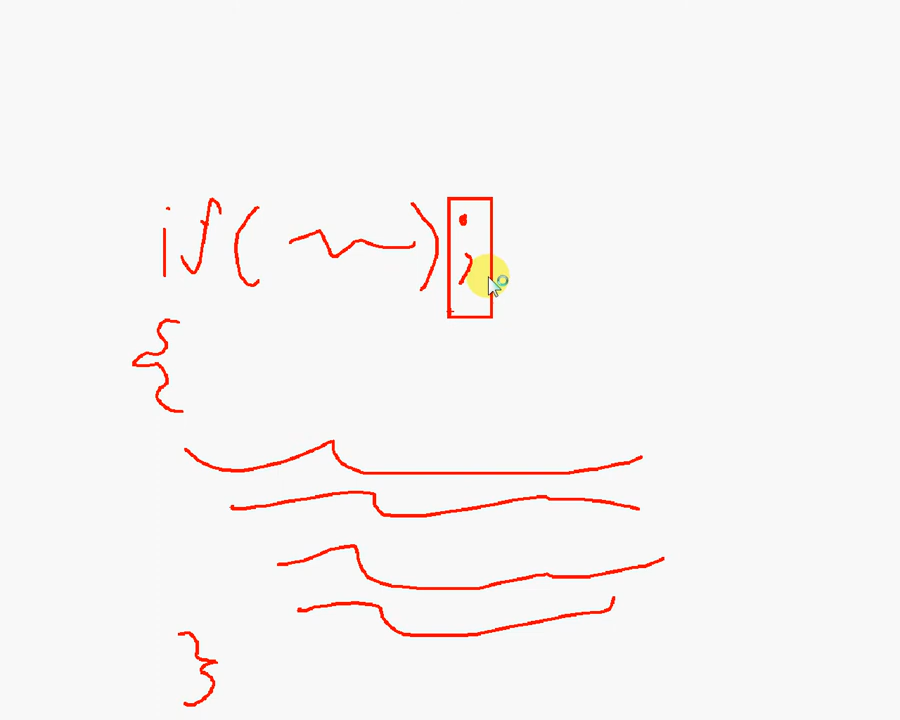 if( );
{
}